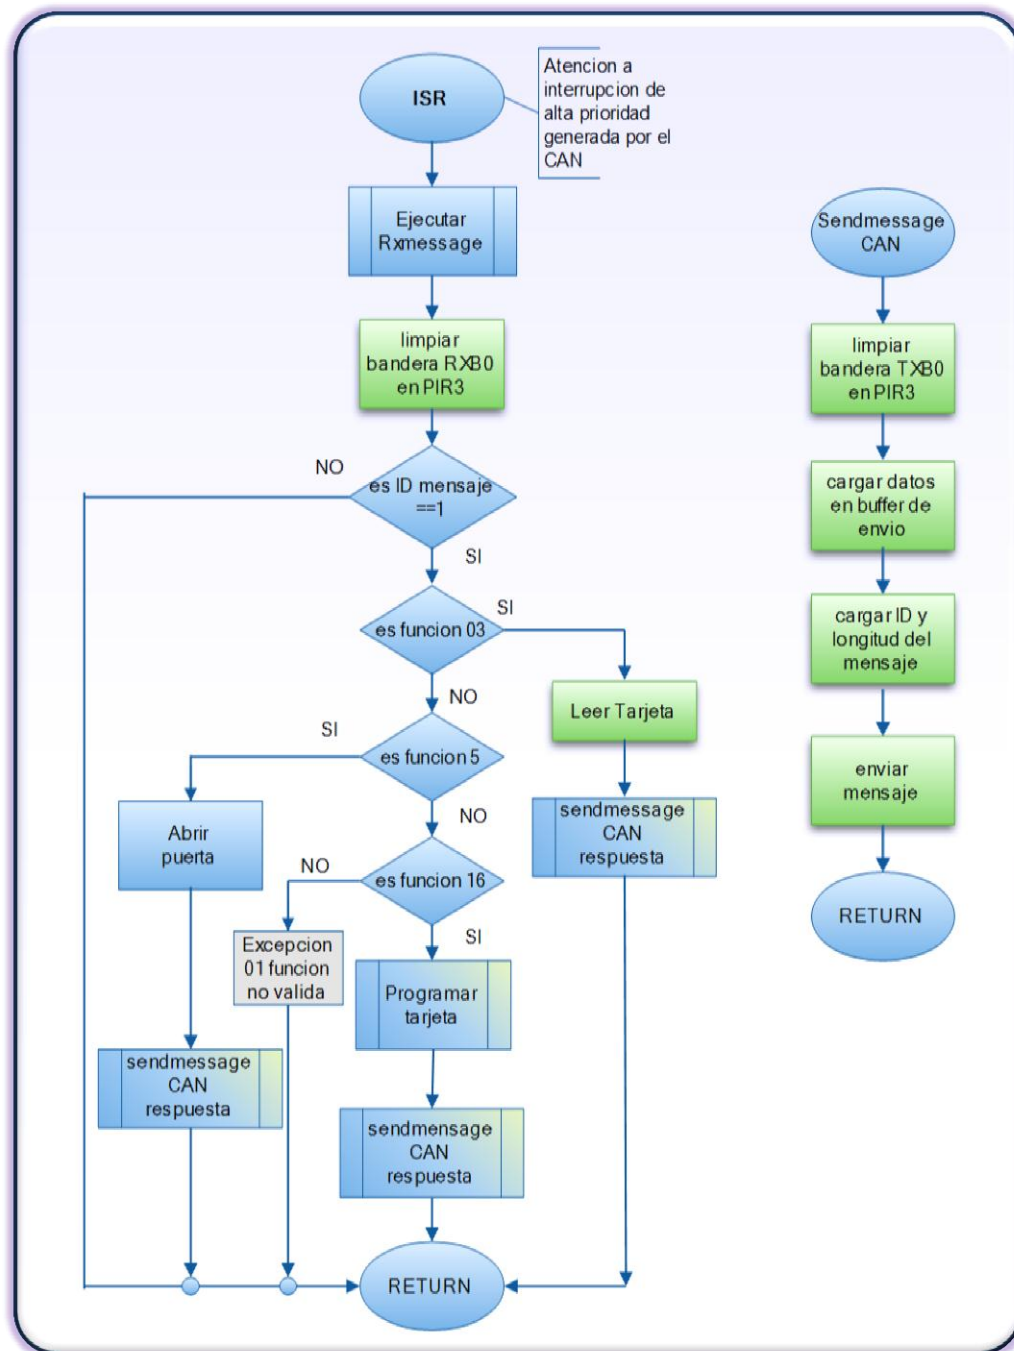 ISR
Atencion a
interrupcion de
alta prioridad
generada por el
CAN
Ejecutar
Rxmessage
limpiar
bandera RXB0
en PIR3
NO
es ID mensaje
==1
SI
es funcion 03
SI
NO
Leer Tarjeta
sendmessage
CAN
respuesta
SI
es funcion 5
NO
Abrir
puerta
NO
es funcion 16
SI
Excepcion
01 funcion
no valida
Programar
tarjeta
sendmessage
CAN
respuesta
sendmensage
CAN
respuesta
RETURN
Sendmessage
CAN
limpiar
bandera TXB0
en PIR3
cargar datos
en buffer de
envio
cargar ID y
longitud del
mensaje
enviar
mensaje
RETURN